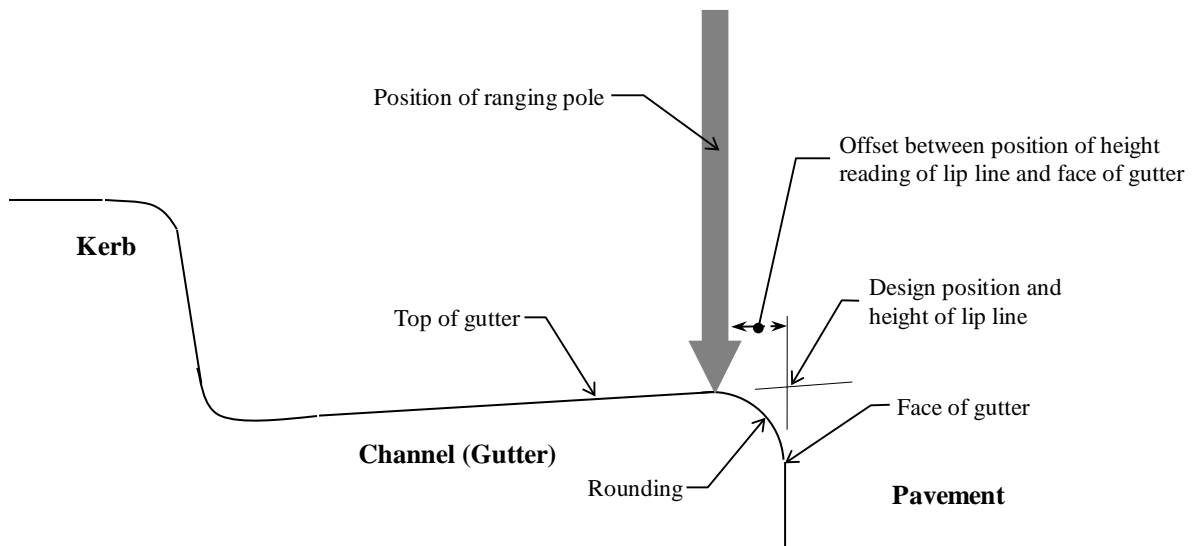 Position of ranging pole
Offset between position of height
reading of lip line and face of gutter
Kerb
Design position and
height of lip line
Top of gutter
Face of gutter
Channel (Gutter)
Rounding
Pavement